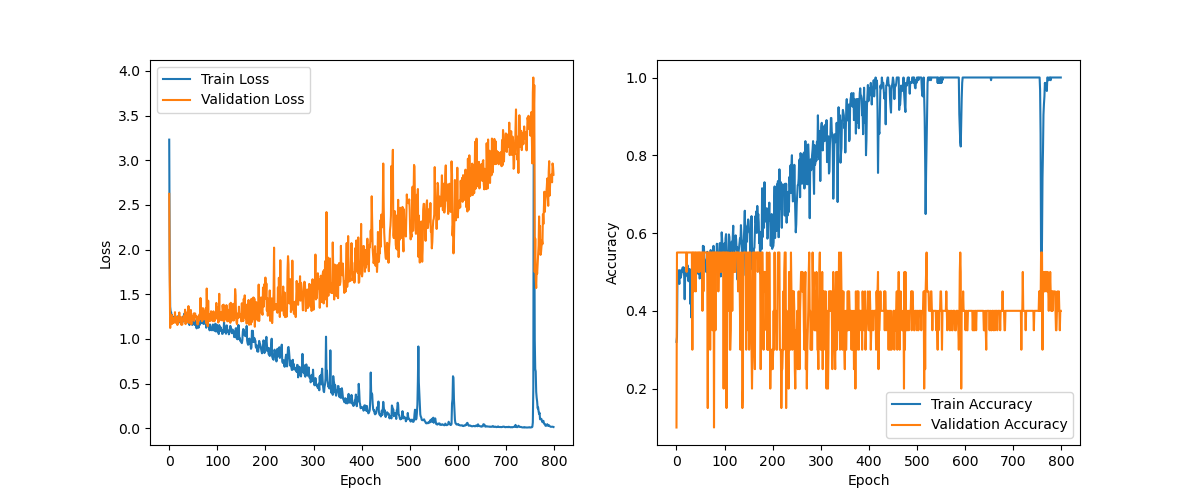 Train Loss
Validation Loss
4.0
3.5
3.0
2.5
2.0
1.5
1.0
0.5
0.0
Loss
0 100 200 300 400 500 600 700 800
Epoch
1.0
0.8
0.6
0.4
0.2
Accuracy
Train Accuracy
Validation Accuracy
0 100 200 300 400 500 600 700 800
Epoch